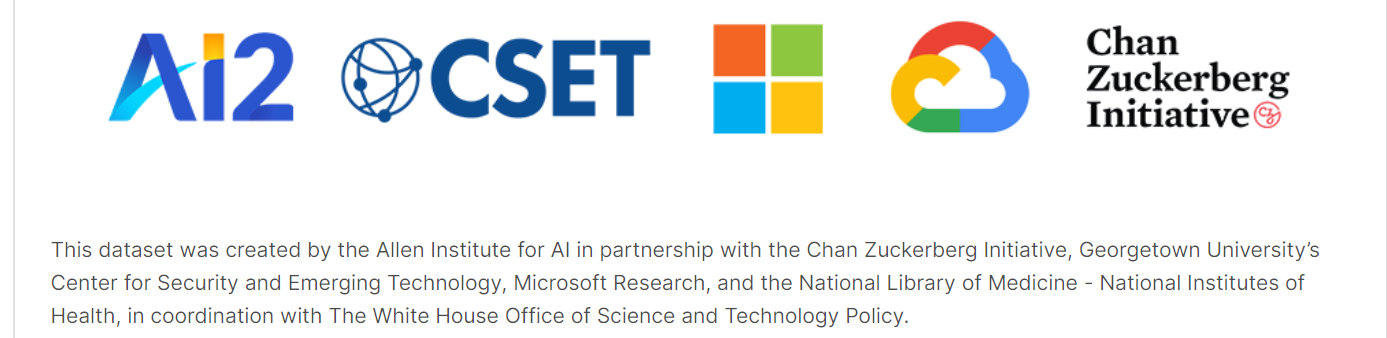 Ai2 CSET Chan
Zuckerberg
Initiative
This dataset was created by the Allen Institute for AI in partnership with the Chan Zuckerberg Initiative, Georgetown University’s
Center for Security and Emerging Technology, Microsoft Research, and the National Library of Medicine - National Institutes of
Health, in coordination with The White House Office of Science and Technology Policy.